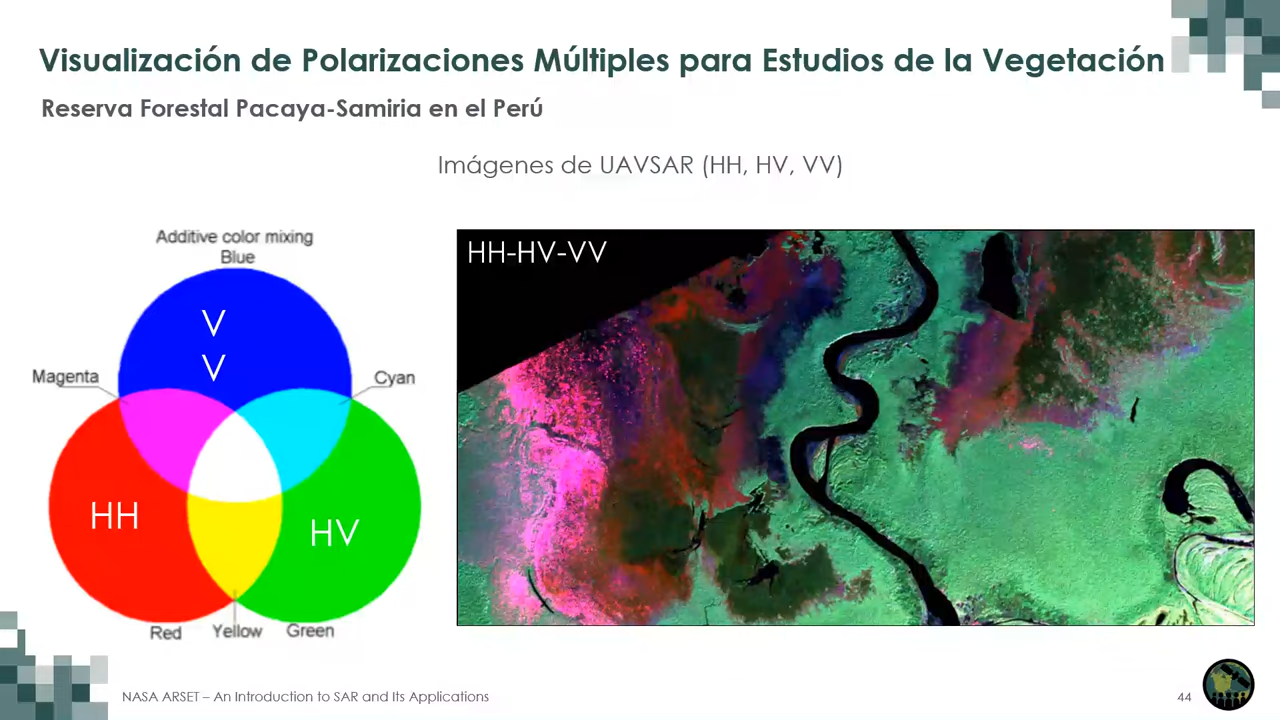 Visualización de Polarizaciones Múltiples para Estudios de la Vegetación
Reserva Forestal Pacaya-Samiria en el Perú
Imágenes de UAVSAR (HH, HV, VV)
Additive color mixing
Blue
V
V
Magenta
Cyan
HH
HV
Red
Yellow
Green
HH-HV-VV
NASA ARSET – An Introduction to SAR and Its Applications
44